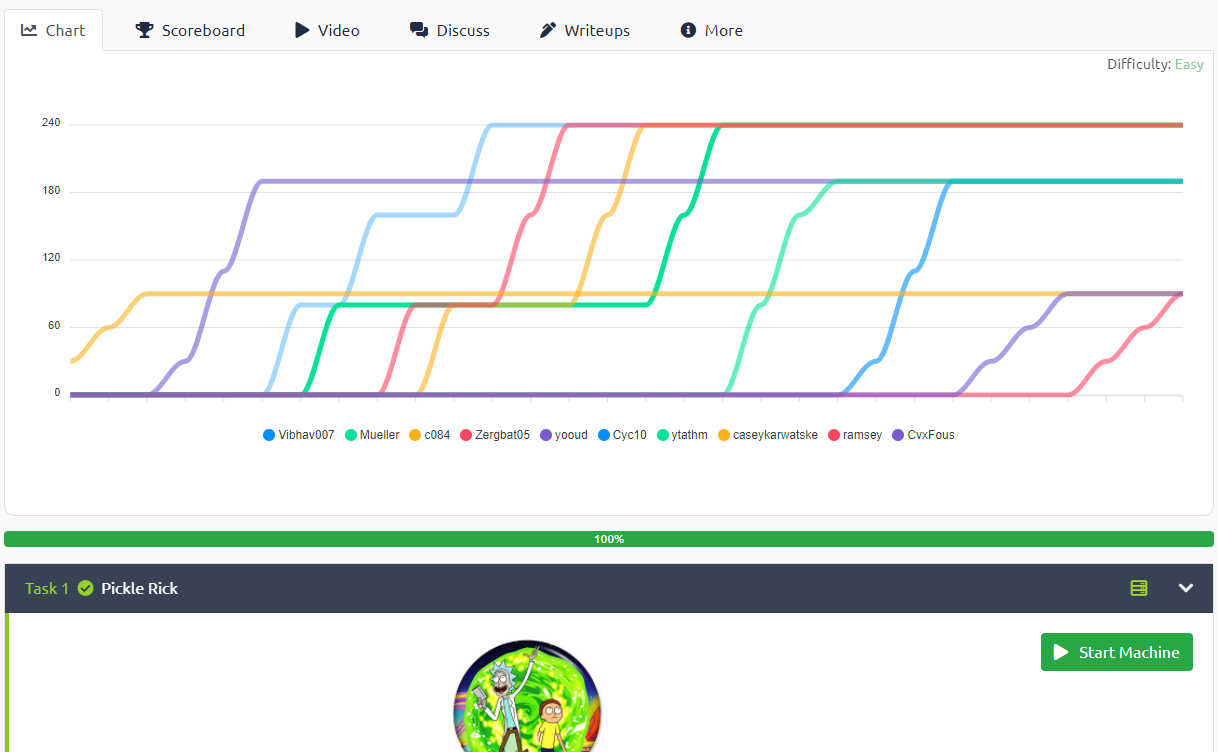 Chart Scoreboard Video Discuss Writeups More
Difficulty: Easy
240
180
120
60
0
Vibhav007 Mueller c084 Zergbat05 yooud Cyc10 ytathm caseykarwatske ramsey CvxFous
100%
Task 1 Pickle Rick
Start Machine